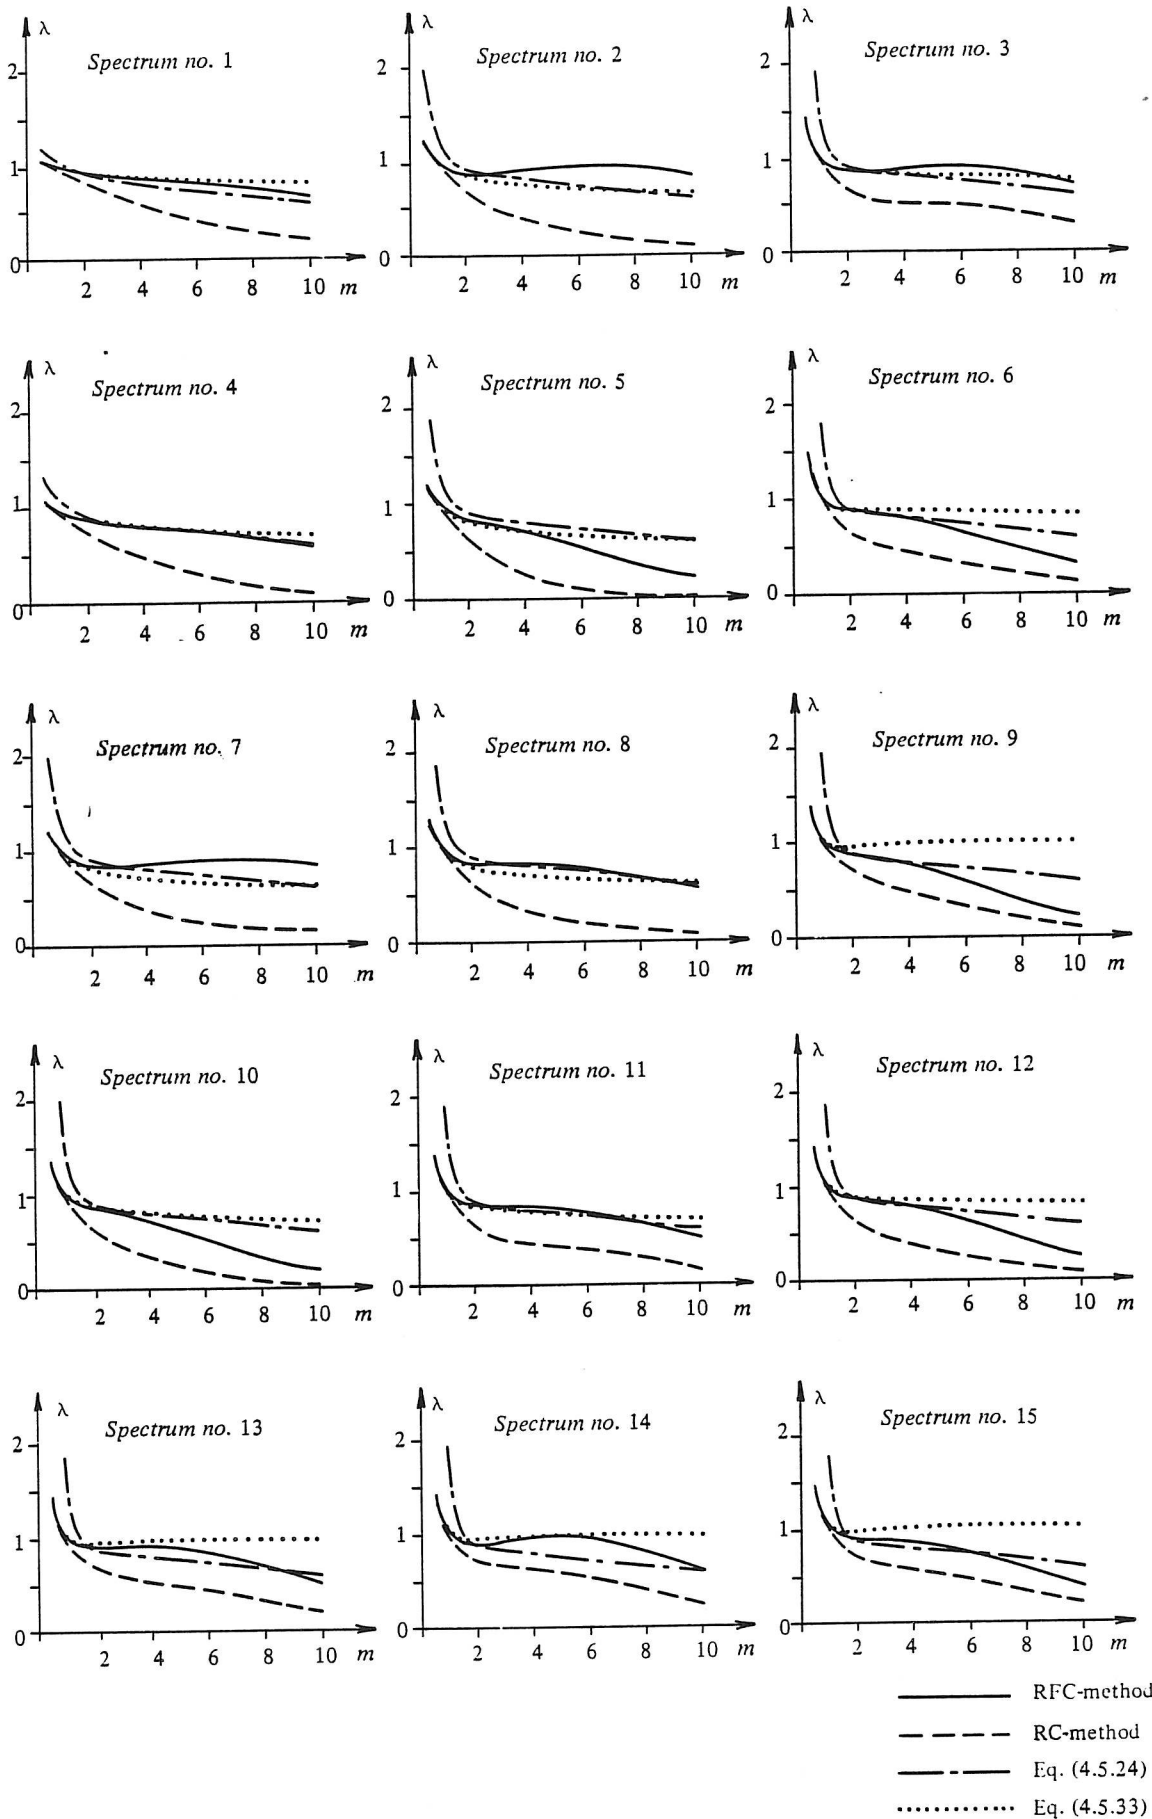 λ λ λ
Spectrum no. 1 Spectrum no. 2 Spectrum no. 3
2 2 2
1 1 1
0 0 0
2 4 6 8 10 m 2 4 6 8 10 m 2 4 6 8 10 m
λ λ λ
Spectrum no. 4 Spectrum no. 5 Spectrum no. 6
2 2 2
1 1 1
0 0 0
2 4 6 8 10 m 2 4 6 8 10 m 2 4 6 8 10 m
λ λ λ
Spectrum no. 7 Spectrum no. 8 Spectrum no. 9
2 2 2
1 1 1
0 0 0
2 4 6 8 10 m 2 4 6 8 10 m 2 4 6 8 10 m
λ λ λ
Spectrum no. 10 Spectrum no. 11 Spectrum no. 12
2 2 2
1 1 1
0 0 0
2 4 6 8 10 m 2 4 6 8 10 m 2 4 6 8 10 m
λ λ λ
Spectrum no. 13 Spectrum no. 14 Spectrum no. 15
2 2 2
1 1 1
0 0 0
2 4 6 8 10 m 2 4 6 8 10 m 2 4 6 8 10 m
RFC-method
RC-method
Eq. (4.5.24)
Eq. (4.5.33)